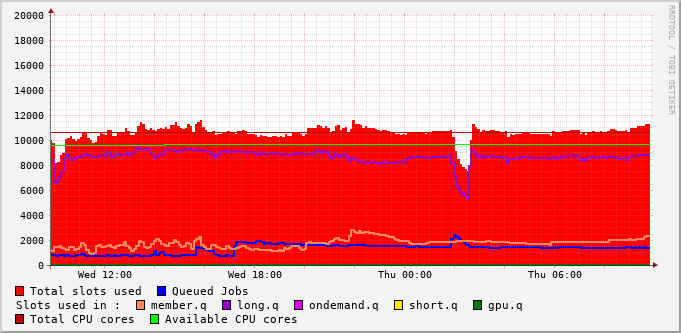 RRDTOOL / TOBI OETIKER
20000
18000
16000
14000
12000
10000
8000
6000
4000
2000
0
Wed 12:00 Wed 18:00 Thu 00:00 Thu 06:00
Total slots used Queued Jobs
Slots used in : member.q long.q ondemand.q short.q gpu.q
Total CPU cores Available CPU cores